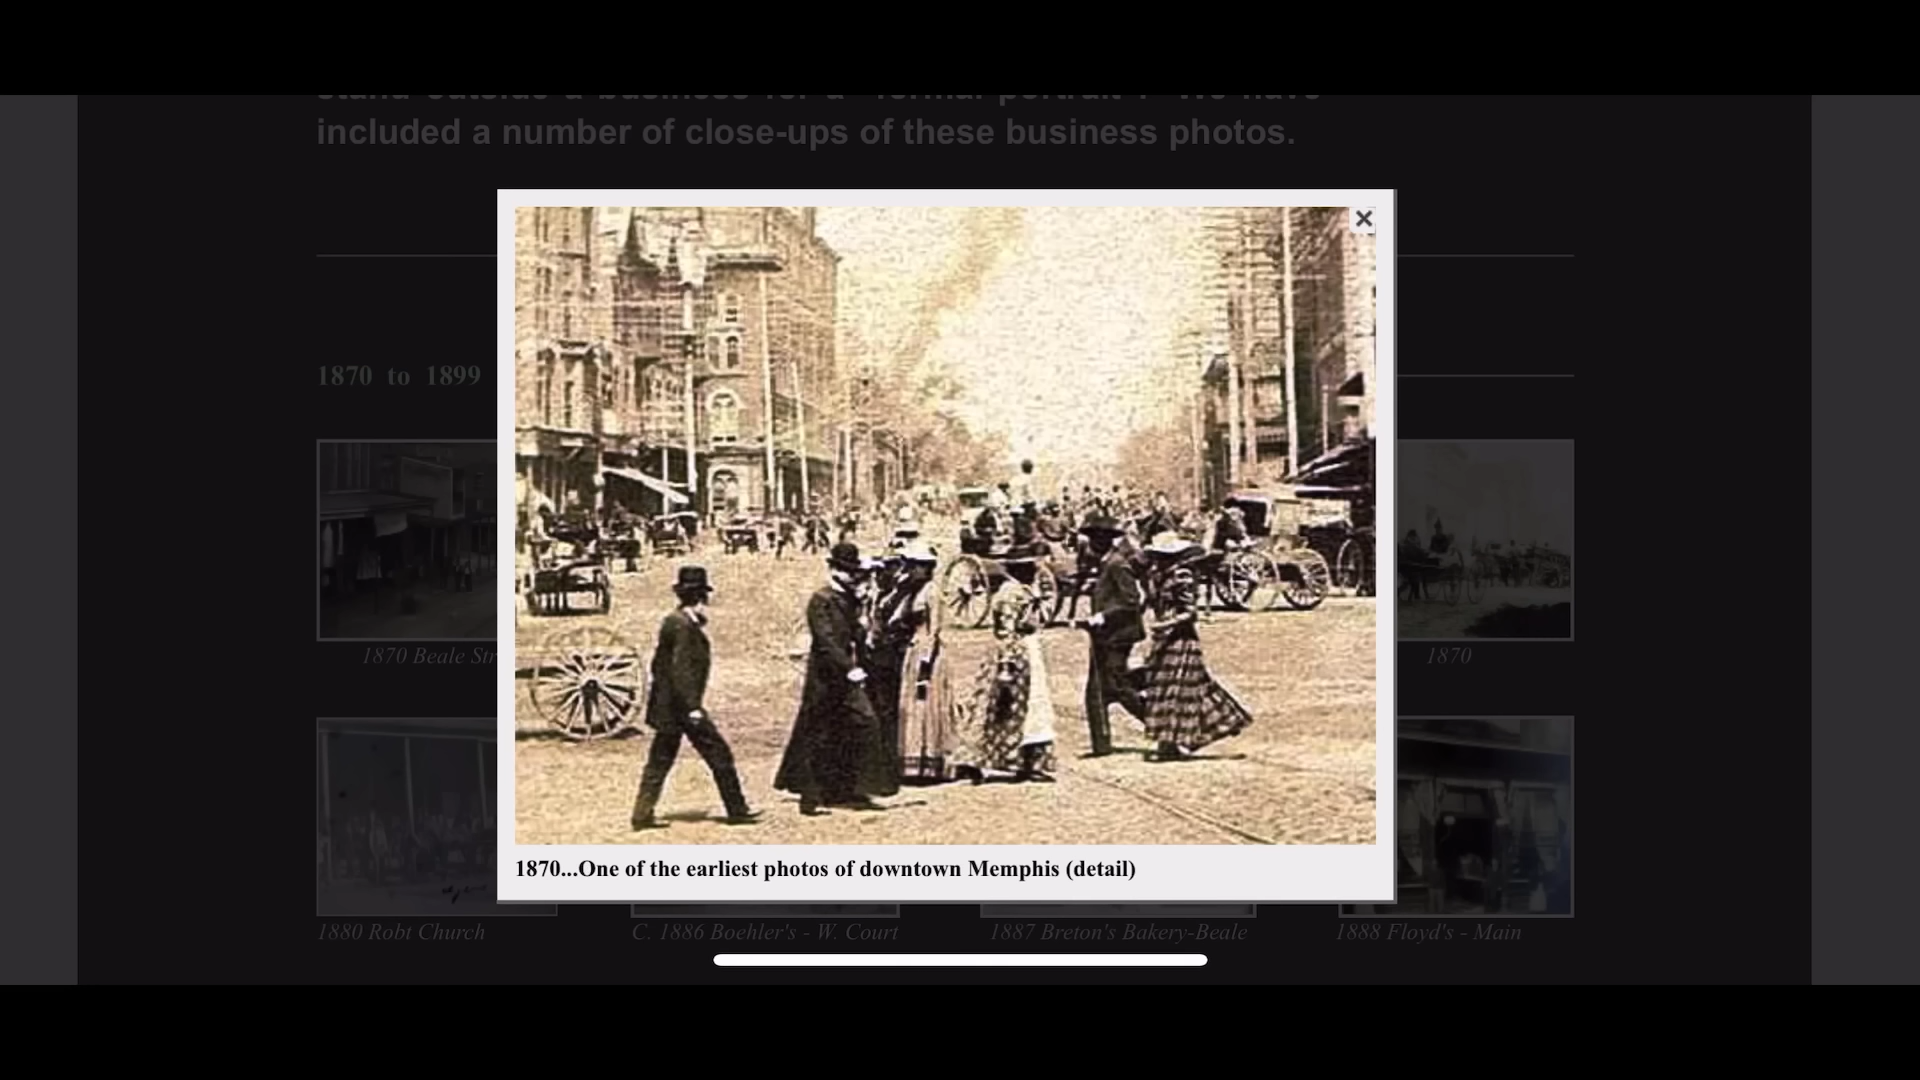 included a number of close-ups of these business photos.
1870 to 1899
1870...One of the earliest photos of downtown Memphis (detail)
1870 Beale
1870
1880 Robt Church
C. 1886 Boehler's - W. Court
1887 Breton's Bakery-Beale
1888 Floyd's - Main